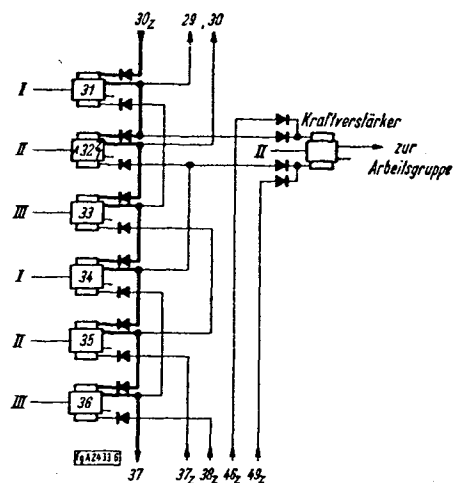 30z 29, 30
I 31
II 32
III 33
I 34
II 35
III 36
Kraftverstärker
II
zur
Arbeitsgruppe
37 37z 38z 46z 49z